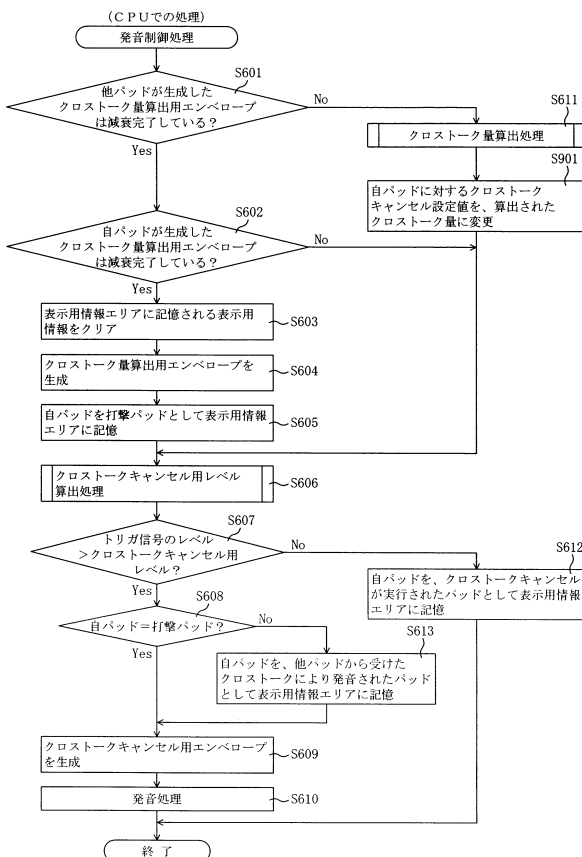 (CPUでの処理)
発音制御処理
S601
他パッドが生成した
クロストーク量算出用エンベロープ
は減衰完了している?
No
Yes
S611
クロストーク量算出処理
S901
自パッドに対するクロストーク
キャンセル設定値を、算出された
クロストーク量に変更
S602
自パッドが生成した
クロストーク量算出用エンベロープ
は減衰完了している?
No
Yes
表示用情報エリアに記憶される表示用
情報をクリア
S603
クロストーク量算出用エンベロープを
生成
S604
自パッドを打撃パッドとして表示用情報
エリアに記憶
S605
クロストークキャンセル用レベル
算出処理
S606
S607
トリガ信号のレベル
>クロストークキャンセル用
レベル?
No
Yes
S612
自パッドを、クロストークキャンセル
が実行されたパッドとして表示用情報
エリアに記憶
S608
自パッド=打撃パッド?
No
Yes
S613
自パッドを、他パッドから受けた
クロストークにより発音されたパッド
として表示用情報エリアに記憶
クロストークキャンセル用エンベロープ
を生成
S609
発音処理
S610
終了